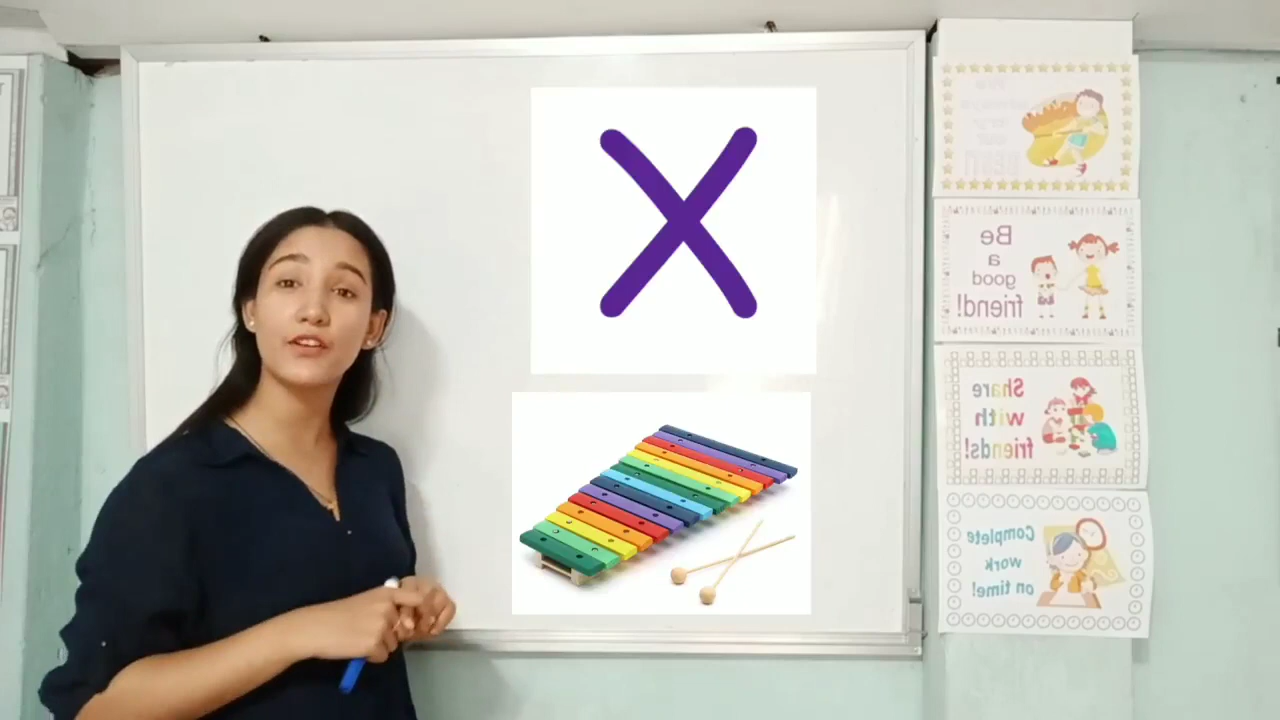 X
Be
a
good
friend!
Share
with
friends!
Complete
work
on time!